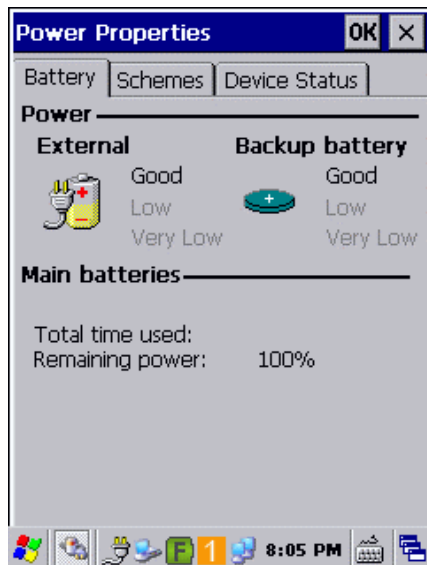 Power Properties OK ×
Battery Schemes Device Status
Power
External Backup battery
Good Good
Low Low
Very Low Very Low
Main batteries
Total time used:
Remaining power: 100%
F 1 8:05 PM